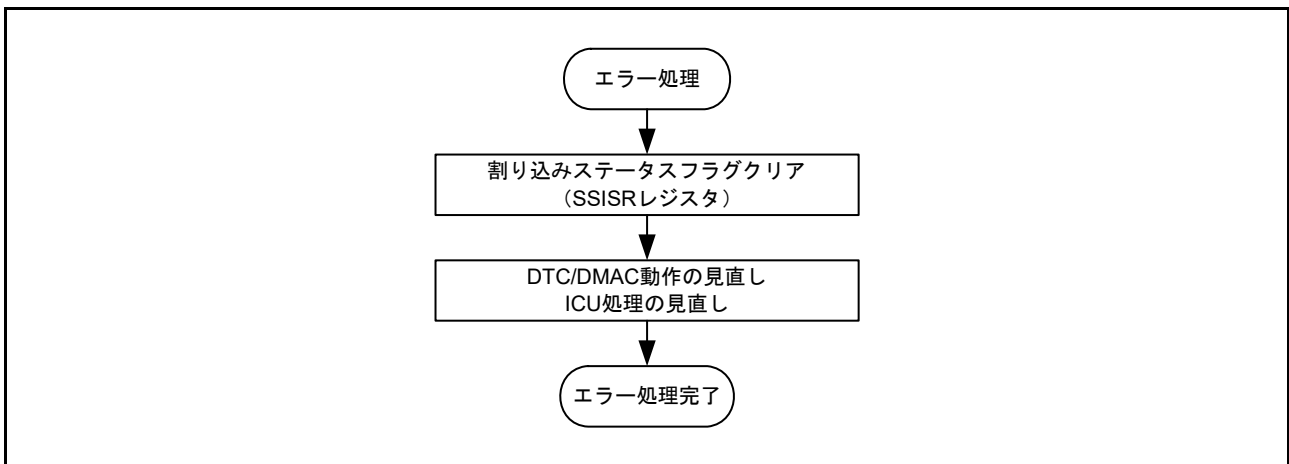 エラー処理
割り込みステータスフラグクリア
（SSISRレジスタ）
DTC/DMAC動作の見直し
ICU処理の見直し
エラー処理完了